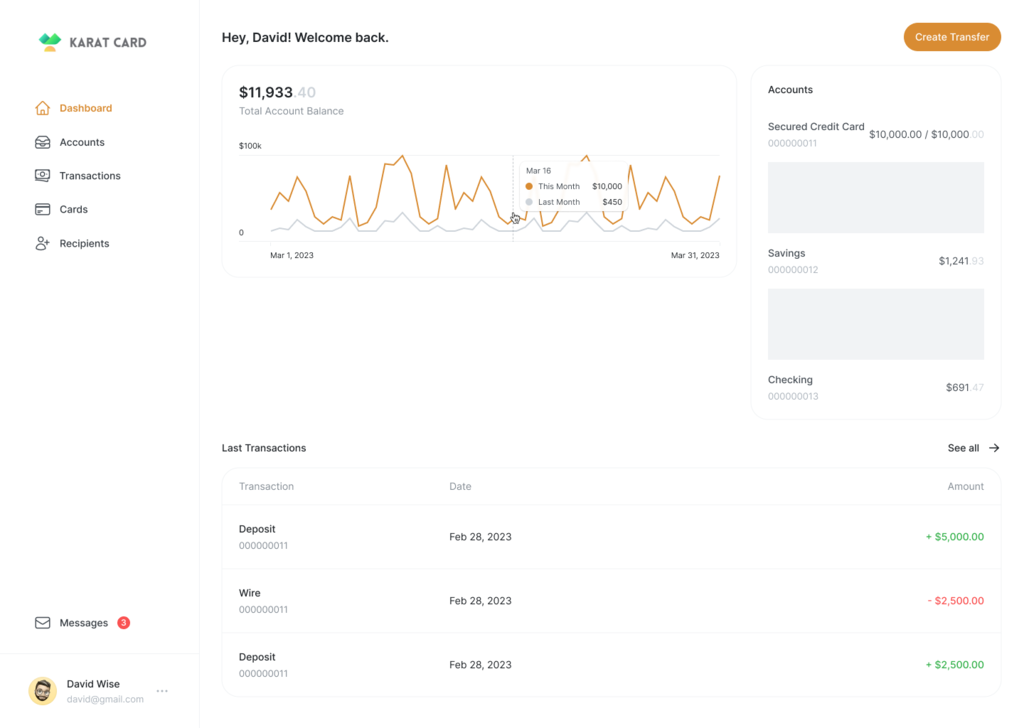 KARAT CARD
Dashboard
Accounts
Transactions
Cards
Recipients
Messages 3
David Wise
david@gmail.com
Hey, David! Welcome back.
Create Transfer
$11,933.40
Total Account Balance
$100k
0
Mar 16
This Month $10,000
Last Month $450
Mar 1, 2023 Mar 31, 2023
Accounts
Secured Credit Card
000000011
$10,000.00 / $10,000.00
Savings
000000012
$1,241.93
Checking
000000013
$691.47
Last Transactions See all
Transaction Date Amount
Deposit
000000011
Feb 28, 2023
+ $5,000.00
Wire
000000011
Feb 28, 2023
- $2,500.00
Deposit
000000011
Feb 28, 2023
+ $2,500.00